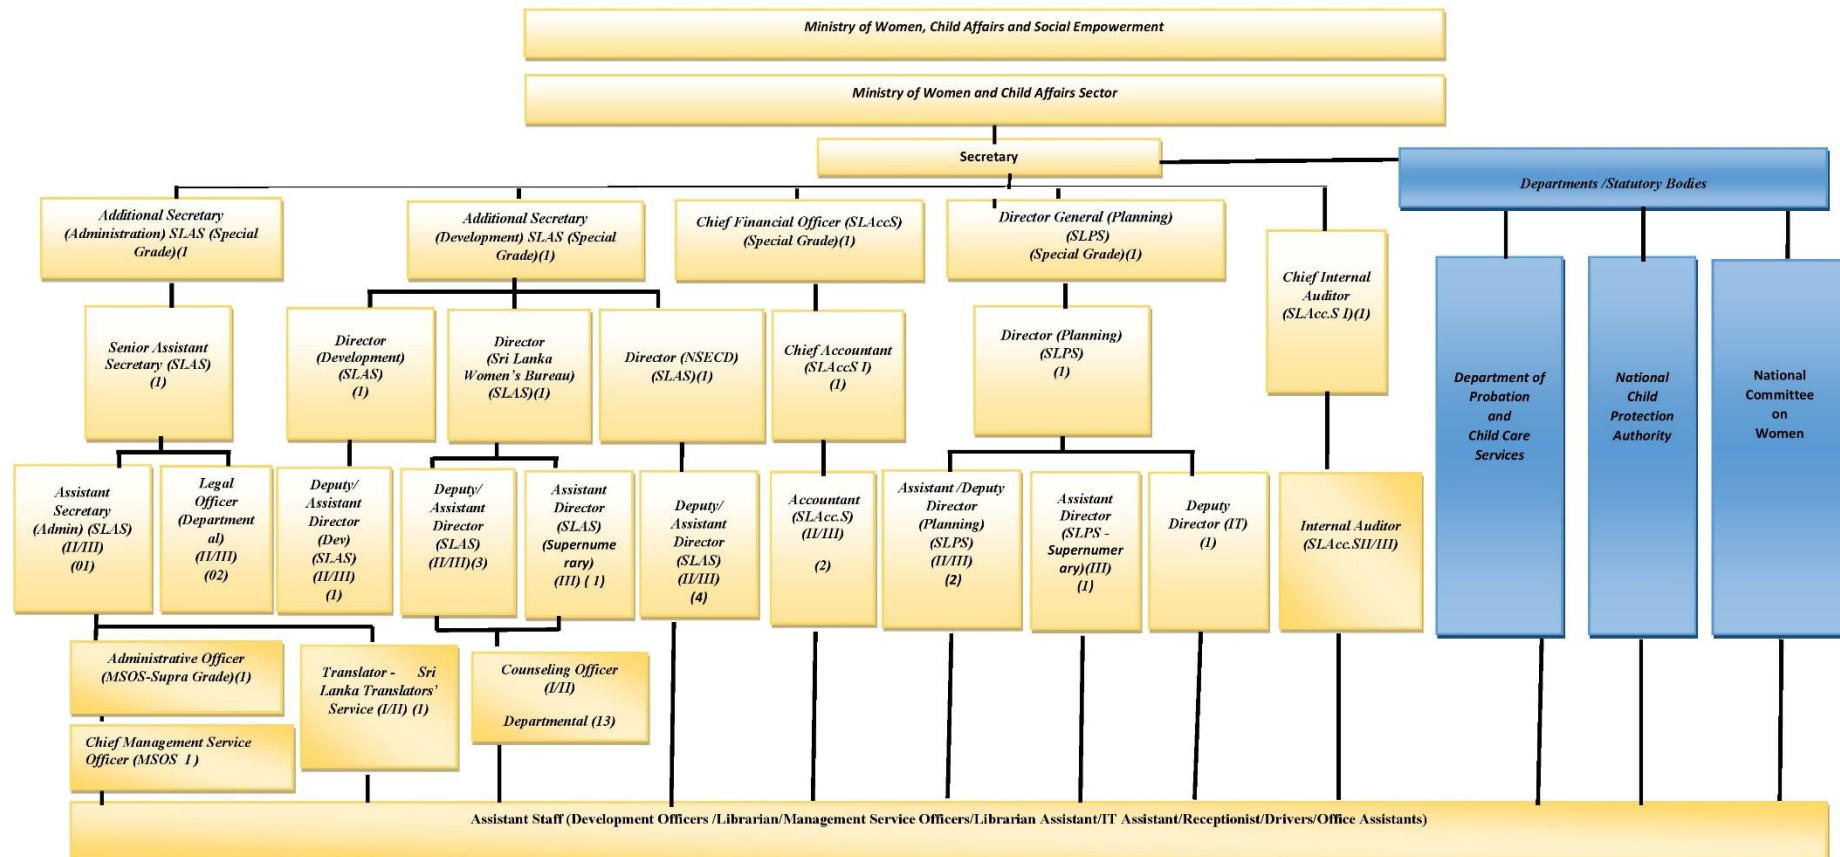 Ministry of Women, Child Affairs and Social Empowerment
Ministry of Women and Child Affairs Sector
Secretary
Departments /Statutory Bodies
Additional Secretary
(Administration) SLAS (Special
Grade)(1
Additional Secretary
(Development) SLAS (Special
Grade)(1)
Chief Financial Officer (SLAccS)
(Special Grade)(1)
Director General (Planning)
(SLPS)
(Special Grade)(1)
Chief Internal
Auditor
(SLAcc.S I)(1)
Senior Assistant
Secretary (SLAS)
(1)
Director
(Development)
(SLAS)
(1)
Director
(Sri Lanka
Women's Bureau)
(SLAS)(1)
Director (NSECD)
(SLAS)(1)
Chief Accountant
(SLAccS I)
(1)
Director (Planning)
(SLPS)
(1)
Department of
Probation
and
Child Care
Services
National
Child
Protection
Authority
National
Committee
on
Women
Assistant
Secretary
(Admin) (SLAS)
(II/III)
(01)
Legal
Officer
(Department
al)
(II/III)
(02)
Deputy/
Assistant
Director
(Dev)
(SLAS)
(II/III)
(1)
Deputy/
Assistant
Director
(SLAS)
(II/III)(3)
Assistant
Director
(SLAS)
(Supernume
rary)
(III) ( 1)
Deputy/
Assistant
Director
(SLAS)
(II/III)
(4)
Accountant
(SLAcc.S)
(II/III)
(2)
Assistant /Deputy
Director
(Planning)
(SLPS)
(II/III)
(2)
Assistant
Director
(SLPS -
Supernumer
ary)(III)
(1)
Deputy
Director (IT)
(1)
Internal Auditor
(SLAcc.SII/III)
Administrative Officer
(MSOS-Supra Grade)(1)
Translator - Sri
Lanka Translators'
Service (I/II) (1)
Counseling Officer
(I/II)
Departmental (13)
Chief Management Service
Officer (MSOS I )
Assistant Staff (Development Officers /Librarian/Management Service Officers/Librarian Assistant/IT Assistant/Receptionist/Drivers/Office Assistants)